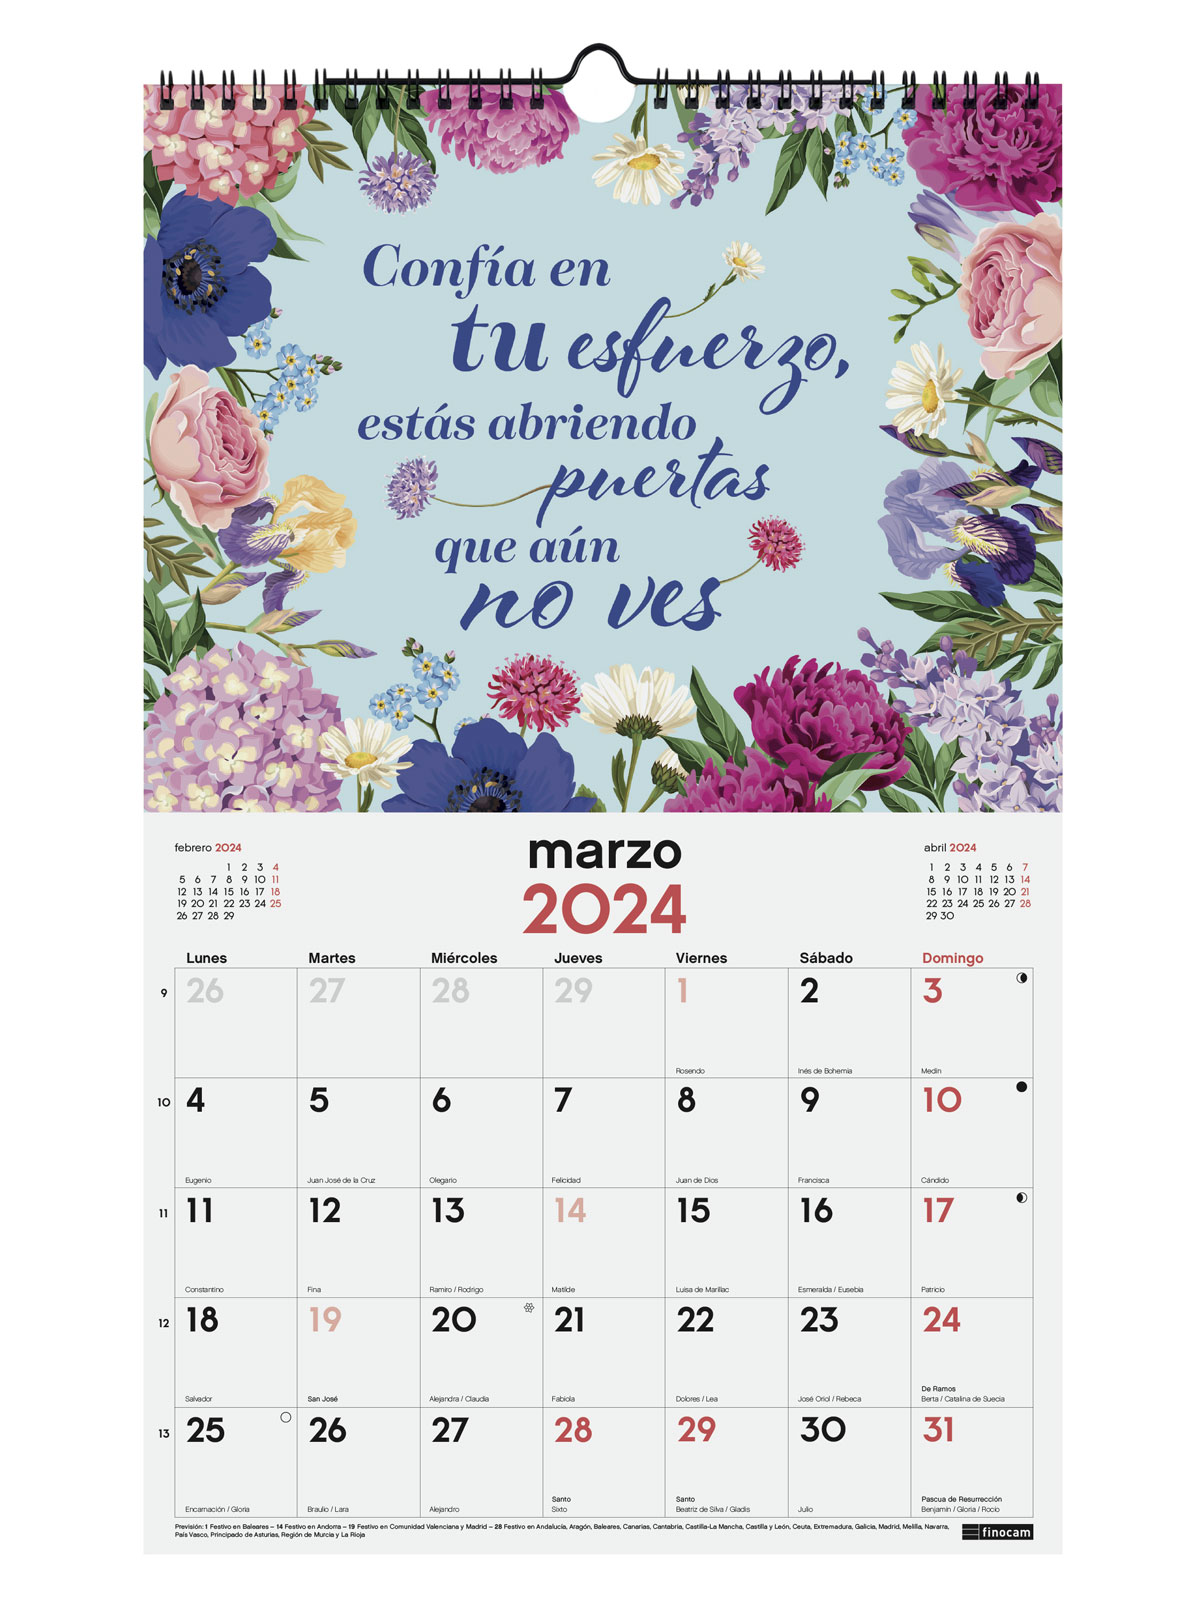 Confía en
tu esfuerzo,
estás abriendo
puertas
que aún
no ves
febrero 2024
1 2 3 4
5 6 7 8 9 10 11
12 13 14 15 16 17 18
19 20 21 22 23 24 25
26 27 28 29
marzo
2024
abril 2024
1 2 3 4 5 6 7
8 9 10 11 12 13 14
15 16 17 18 19 20 21
22 23 24 25 26 27 28
29 30
Lunes Martes Miércoles Jueves Viernes Sábado Domingo
9 26 27 28 29 1 2 3
Rosendo Inés de Bohemia Medín
10 4 5 6 7 8 9 10
Eugenio Juan José de la Cruz Olegario Felicidad Juan de Dios Francisca Cándido
11 11 12 13 14 15 16 17
Constantino Fina Ramiro / Rodrigo Matilde Luisa de Marillac Esmeralda / Eusebia Patricio
12 18 19 20 21 22 23 24
De Ramos
Salvador San José Alejandra / Claudia Fabiola Dolores / Lea José Oriol / Rebeca Berta / Catalina de Suecia
13 25 26 27 28 29 30 31
Santo Santo Pascua de Resurrección
Encarnación / Gloria Braulio / Lara Alejandro Sixto Beatriz de Silva / Gladis Julio Benjamín / Gloria / Rocío
Previsión: 1 Festivo en Baleares – 14 Festivo en Andorra – 19 Festivo en Comunidad Valenciana y Madrid – 28 Festivo en Andalucía, Aragón, Baleares, Canarias, Cantabria, Castilla-La Mancha, Castilla y León, Ceuta, Extremadura, Galicia, Madrid, Melilla, Navarra,
País Vasco, Principado de Asturias, Región de Murcia y La Rioja
finocam